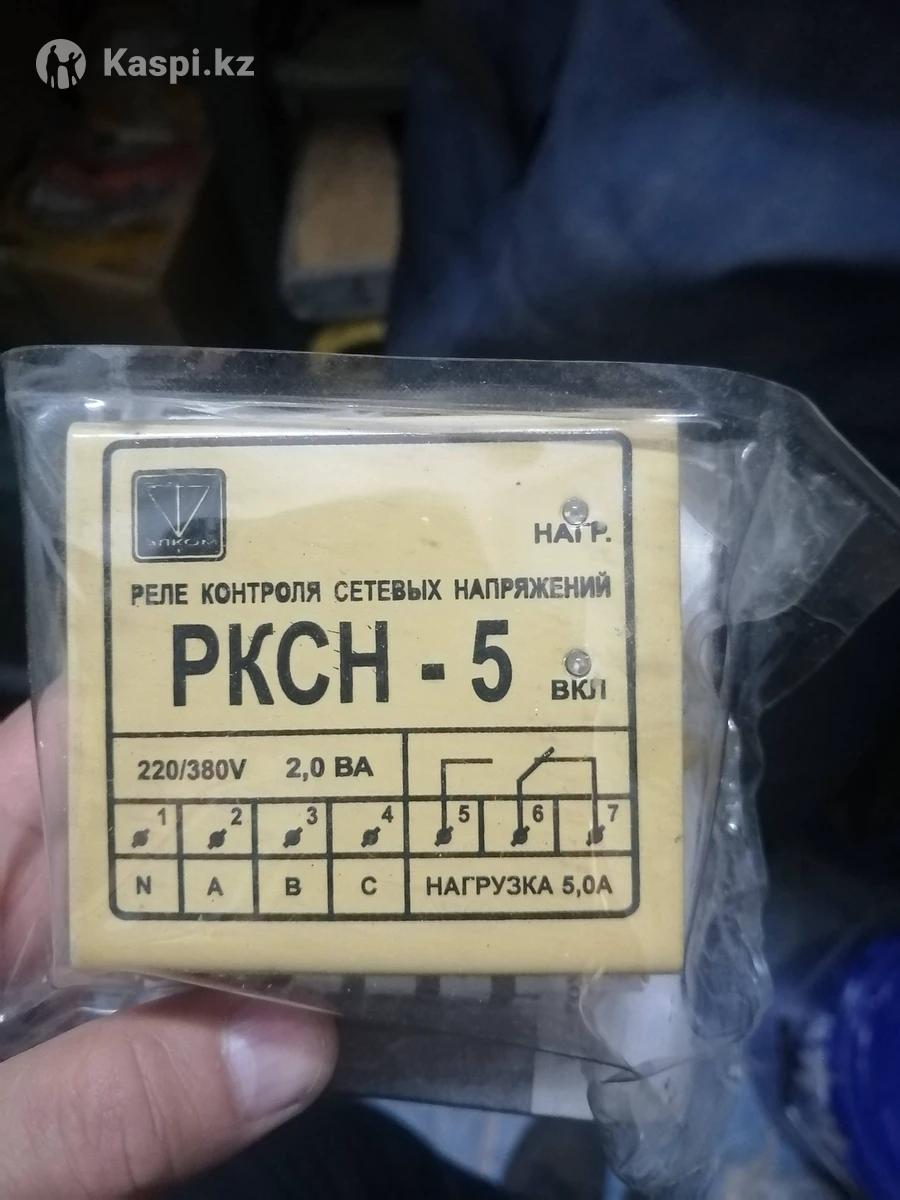 Kaspi.kz
ЭЛКОМ
НАГР.
РЕЛЕ КОНТРОЛЯ СЕТЕВЫХ НАПРЯЖЕНИЙ
РКСН - 5
ВКЛ
220/380V 2,0 ВА
1 2 3 4 5 6 7
N A B C НАГРУЗКА 5,0А